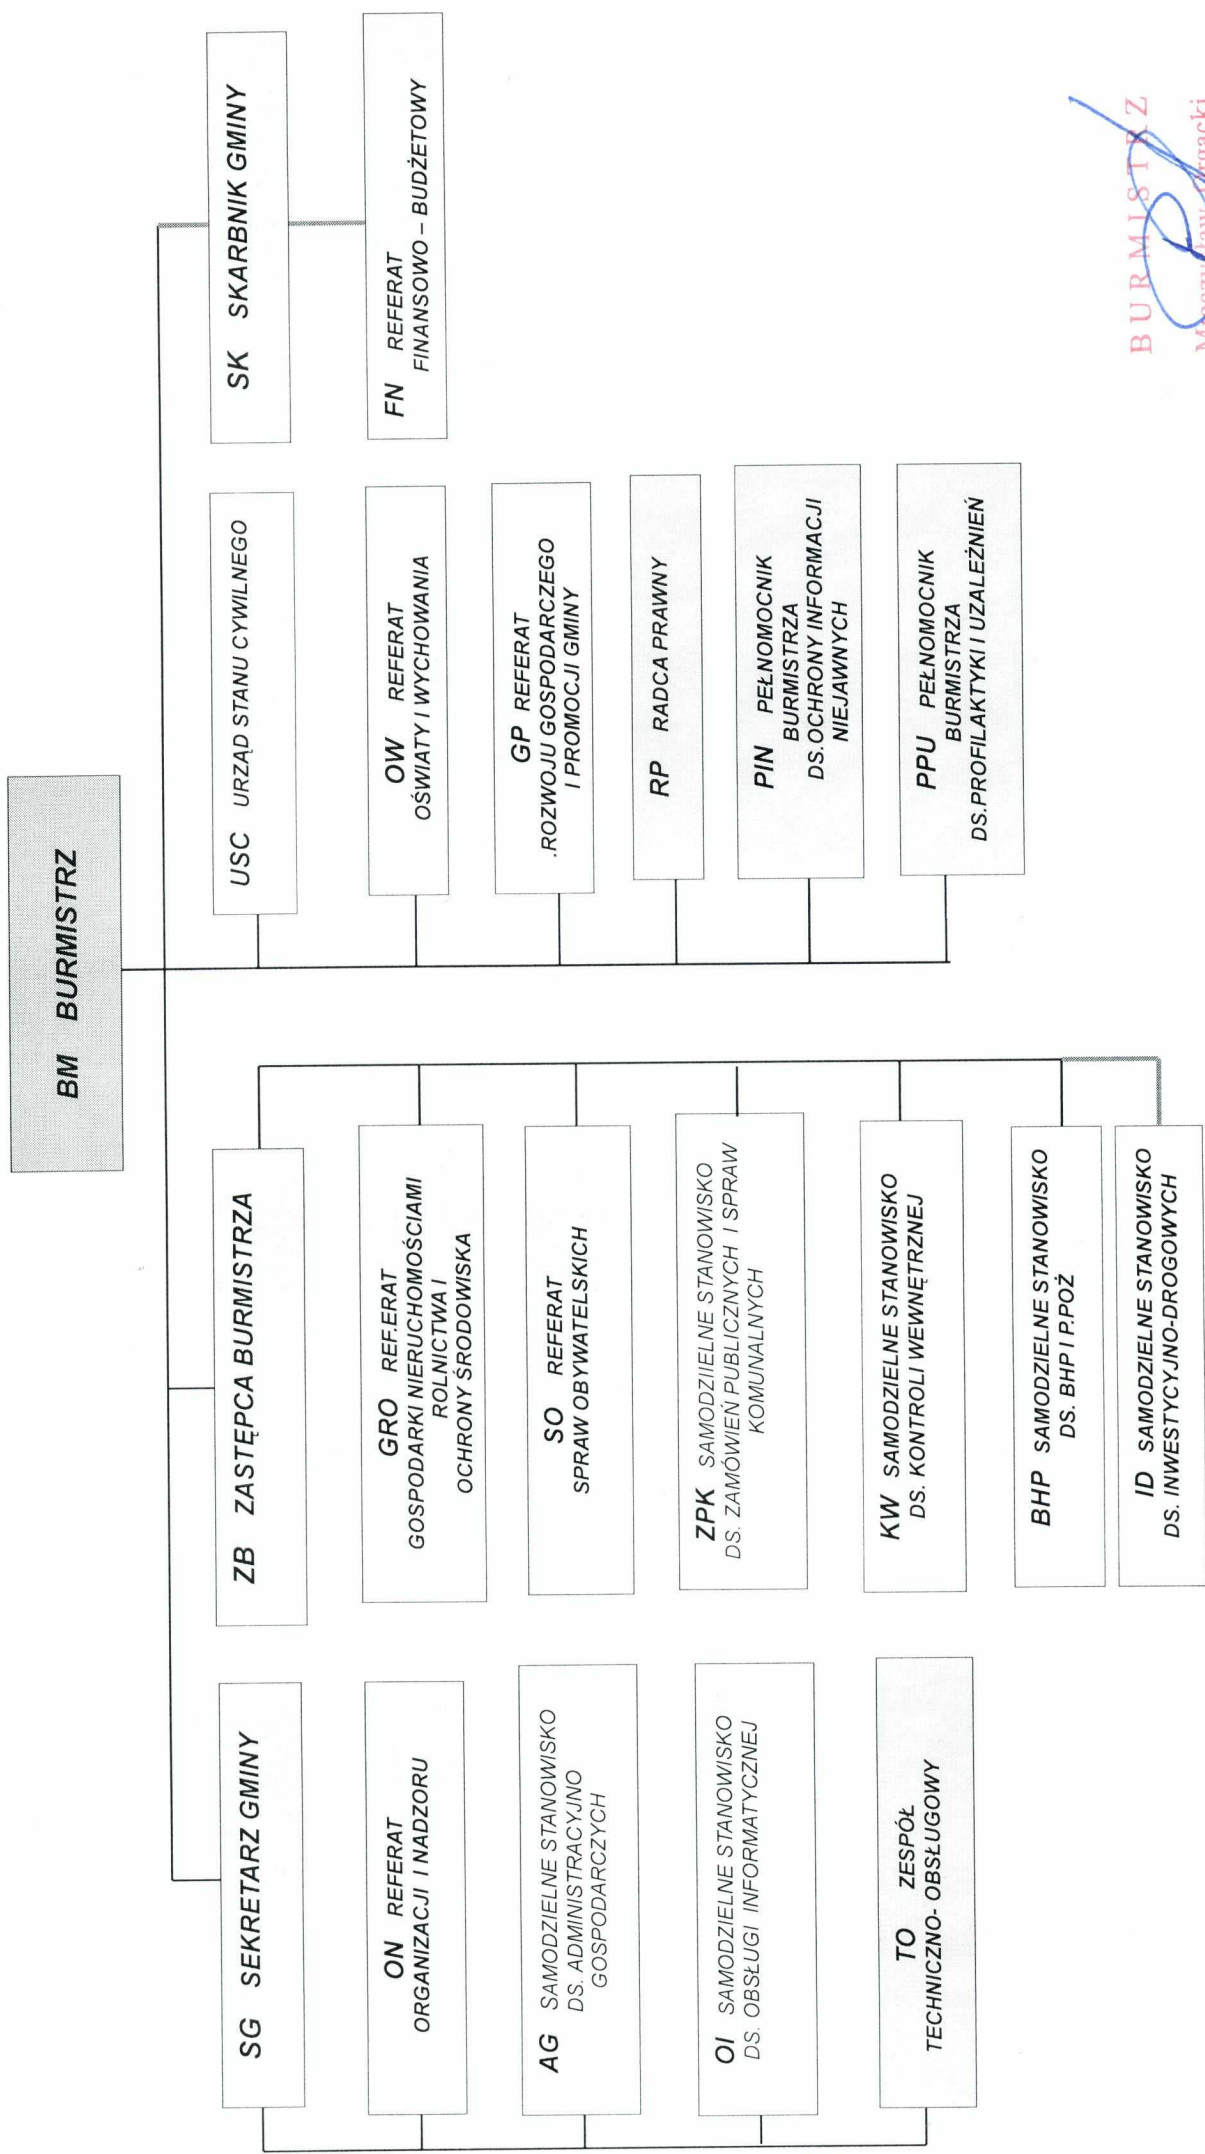 BM BURMISTRZ
SG SEKRETARZ GMINY
ZB ZASTĘPCA BURMISTRZA
USC URZĄD STANU CYWILNEGO
SK SKARBNIK GMINY
ON REFERAT
ORGANIZACJI I NADZORU
AG SAMODZIELNE STANOWISKO
DS. ADMINISTRACYJNO
GOSPODARCZYCH
OI SAMODZIELNE STANOWISKO
DS. OBSŁUGI INFORMATYCZNEJ
TO ZESPÓŁ
TECHNICZNO- OBSŁUGOWY
GRO REF.ERAT
GOSPODARKI NIERUCHOMOŚCIAMI
ROLNICTWA I
OCHRONY ŚRODOWISKA
SO REFERAT
SPRAW OBYWATELSKICH
ZPK SAMODZIIELNE STANOWISKO
DS. ZAMÓWIEŃ PUBLICZNYCH I SPRAW
KOMUNALNYCH
KW SAMODZIELNE STANOWISKO
DS. KONTROLI WEWNĘTRZNEJ
BHP SAMODZIELNE STANOWISKO
DS. BHP I P.POŻ
ID SAMODZIELNE STANOWISKO
DS. INWESTYCYJNO-DROGOWYCH
OW REFERAT
OŚWIATY I WYCHOWANIA
GP REFERAT
.ROZWOJU GOSPODARCZEGO
I PROMOCJI GMINY
RP RADCA PRAWNY
PIN PEŁNOMOCNIK
BURMISTRZA
DS.OCHRONY INFORMACJI
NIEJAWNYCH
PPU PEŁNOMOCNIK
BURMISTRZA
DS.PROFILAKTYKI I UZALEŻNIEŃ
FN REFERAT
FINANSOWO – BUDŻETOWY
BURMISTRZ